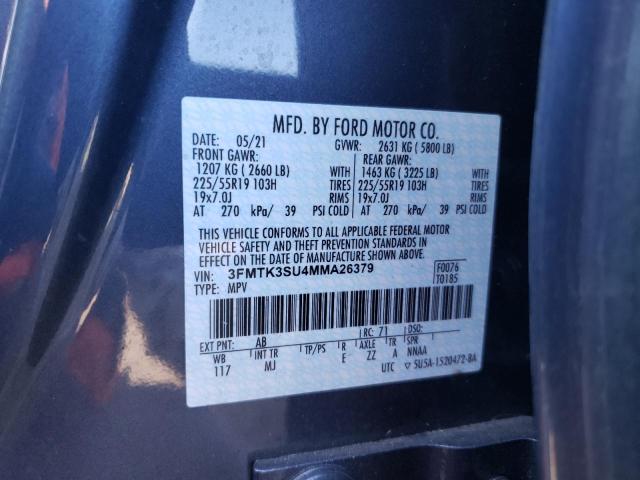 MFD. BY FORD MOTOR CO.
DATE: 05/21 GVWR: 2631 KG ( 5800 LB)
FRONT GAWR: REAR GAWR:
1207 KG ( 2660 LB) WITH 1463 KG ( 3225 LB) WITH
225/55R19 103H TIRES 225/55R19 103H TIRES
19x7.0J RIMS 19x7.0J RIMS
AT 270 kPa/ 39 PSI COLD AT 270 kPa/ 39 PSI COLD
THIS VEHICLE CONFORMS TO ALL APPLICABLE FEDERAL MOTOR
VEHICLE SAFETY AND THEFT PREVENTION STANDARDS IN
EFFECT ON THE DATE OF MANUFACTURE SHOWN ABOVE.
VIN: 3FMTK3SU4MMA26379 F0076
TYPE: MPV T0185
EXT PNT: AB RC: 71 DSO:
WB INT TR TP/PS R AXLE TR SPR
117 MJ E ZZ A NNAA
UTC ▽ 5U5A-1520472-BA